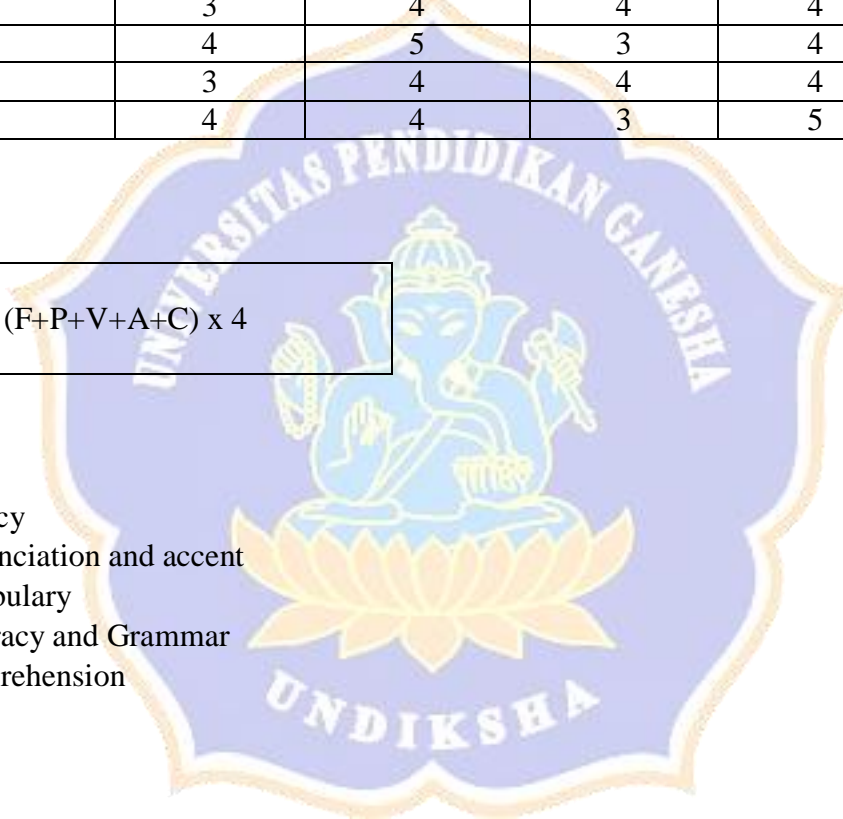 3 4 4 4
4 5 3 4
3 4 4 4
4 4 3 5
UNIVERSITAS PENDIDIKAN GANESHA
(F+P+V+A+C) x 4
cy
nciation and accent
bulary
racy and Grammar
rehension
UNDIKSHA